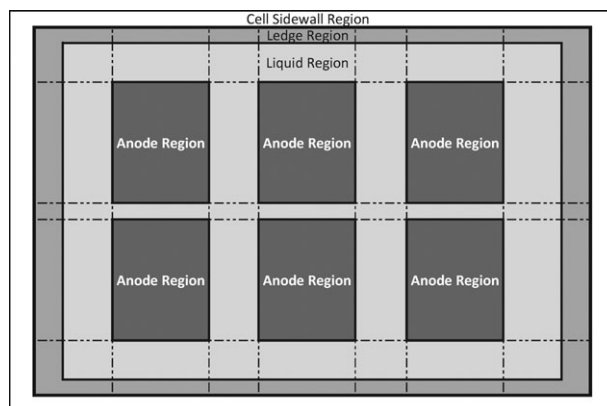 Cell Sidewall Region
Ledge Region
Liquid Region
Anode Region Anode Region Anode Region
Anode Region Anode Region Anode Region